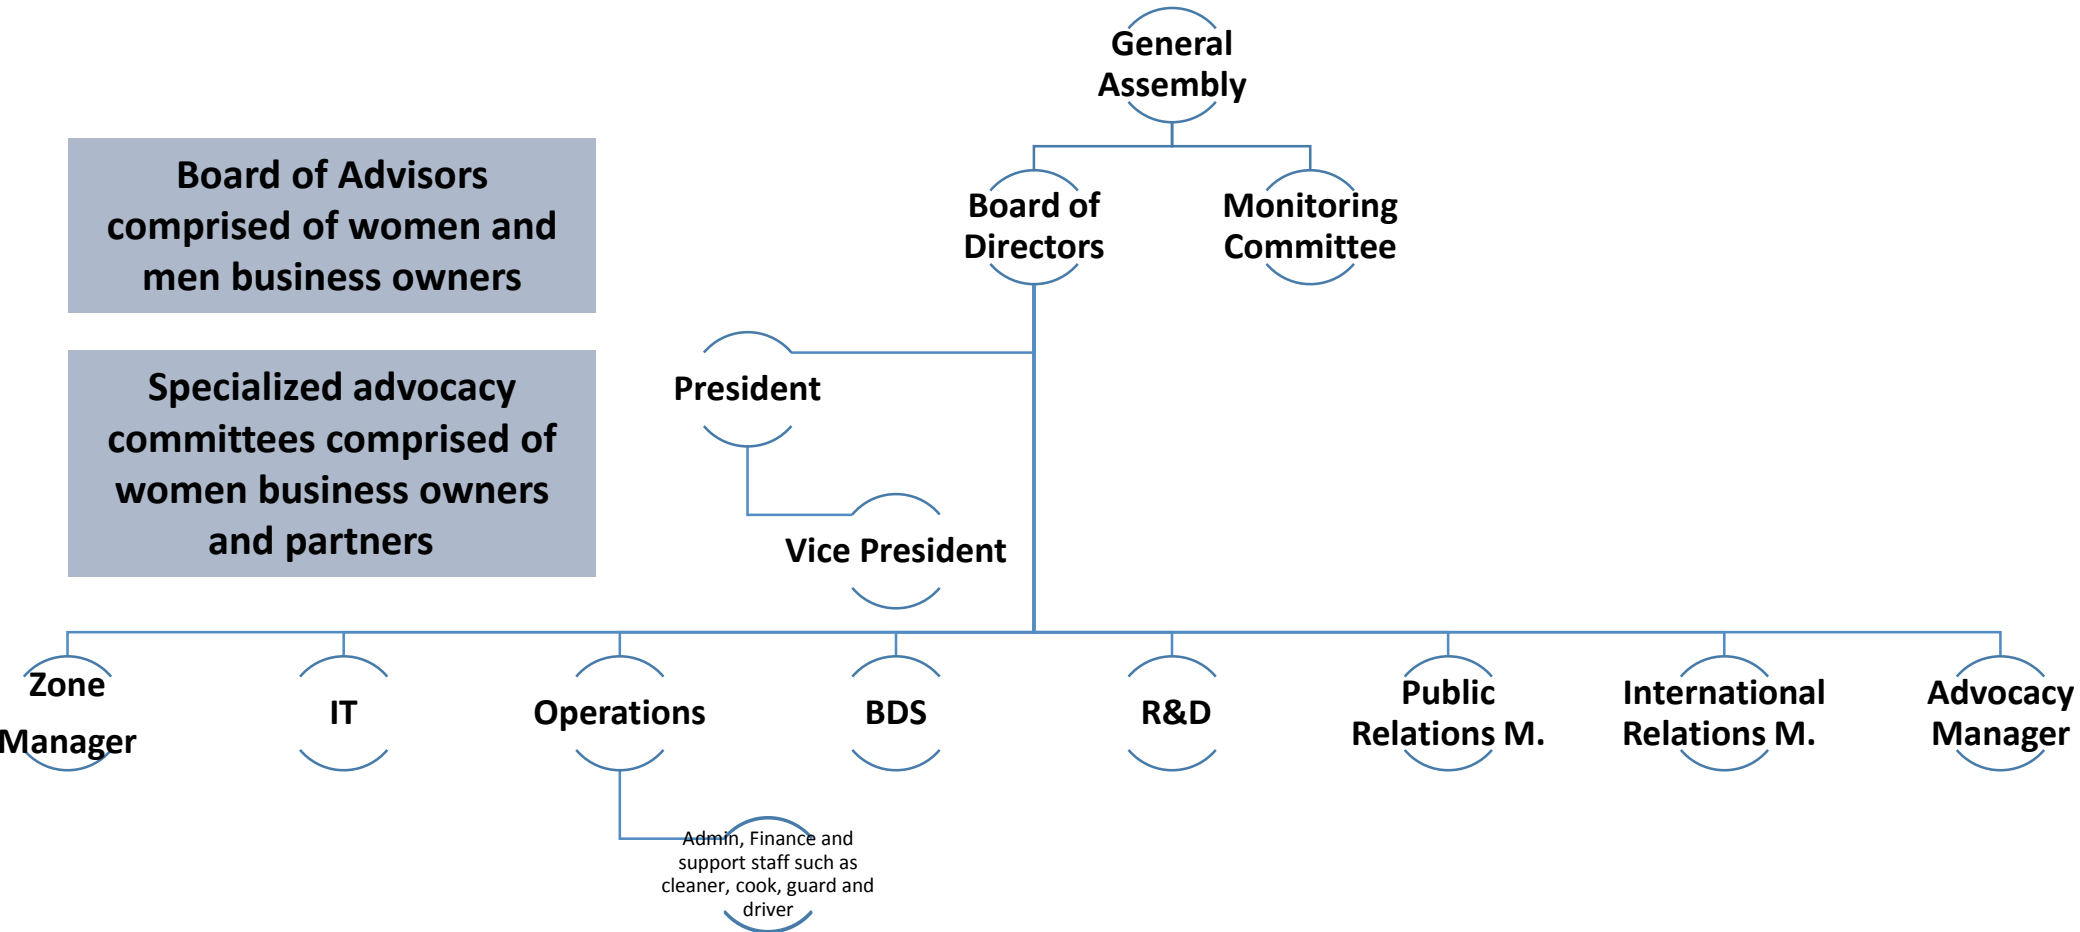 General
Assembly
Board of Advisors
comprised of women and
men business owners
Board of
Directors
Monitoring
Committee
Specialized advocacy
committees comprised of
women business owners
and partners
President
Vice President
Zone
Manager
IT
Operations
BDS
R&D
Public
Relations M.
International
Relations M.
Advocacy
Manager
Admin, Finance and
support staff such as
cleaner, cook, guard and
driver